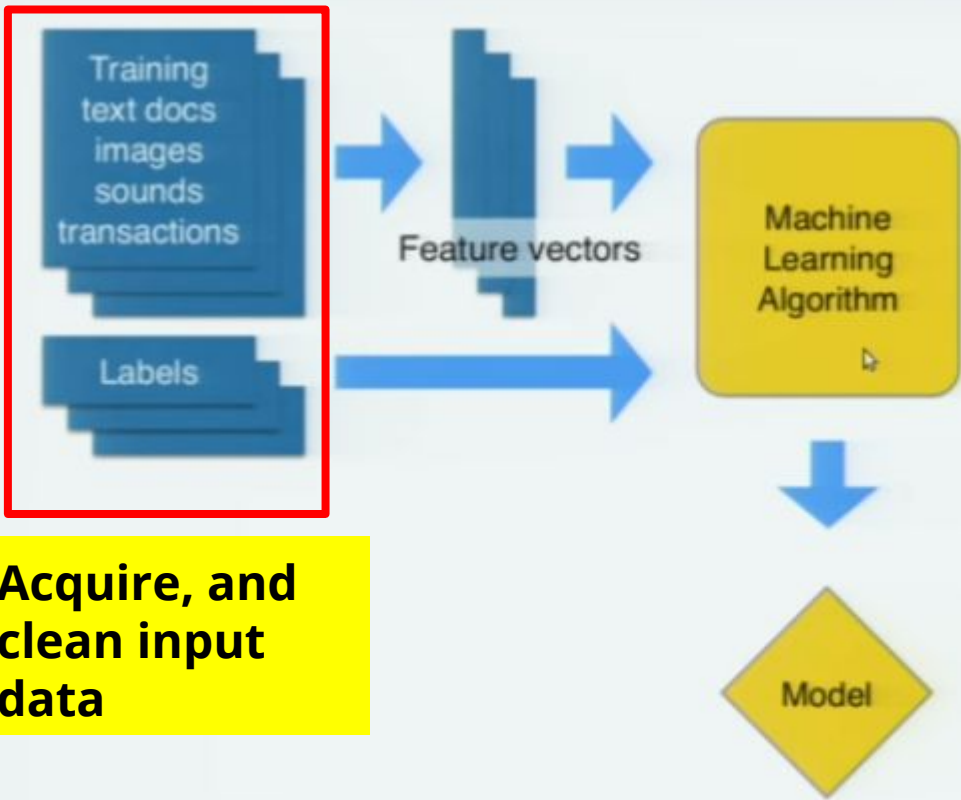 Training
text docs
images
sounds
transactions
Feature vectors
Machine
Learning
Algorithm
Labels
Acquire, and
clean input
data
Model